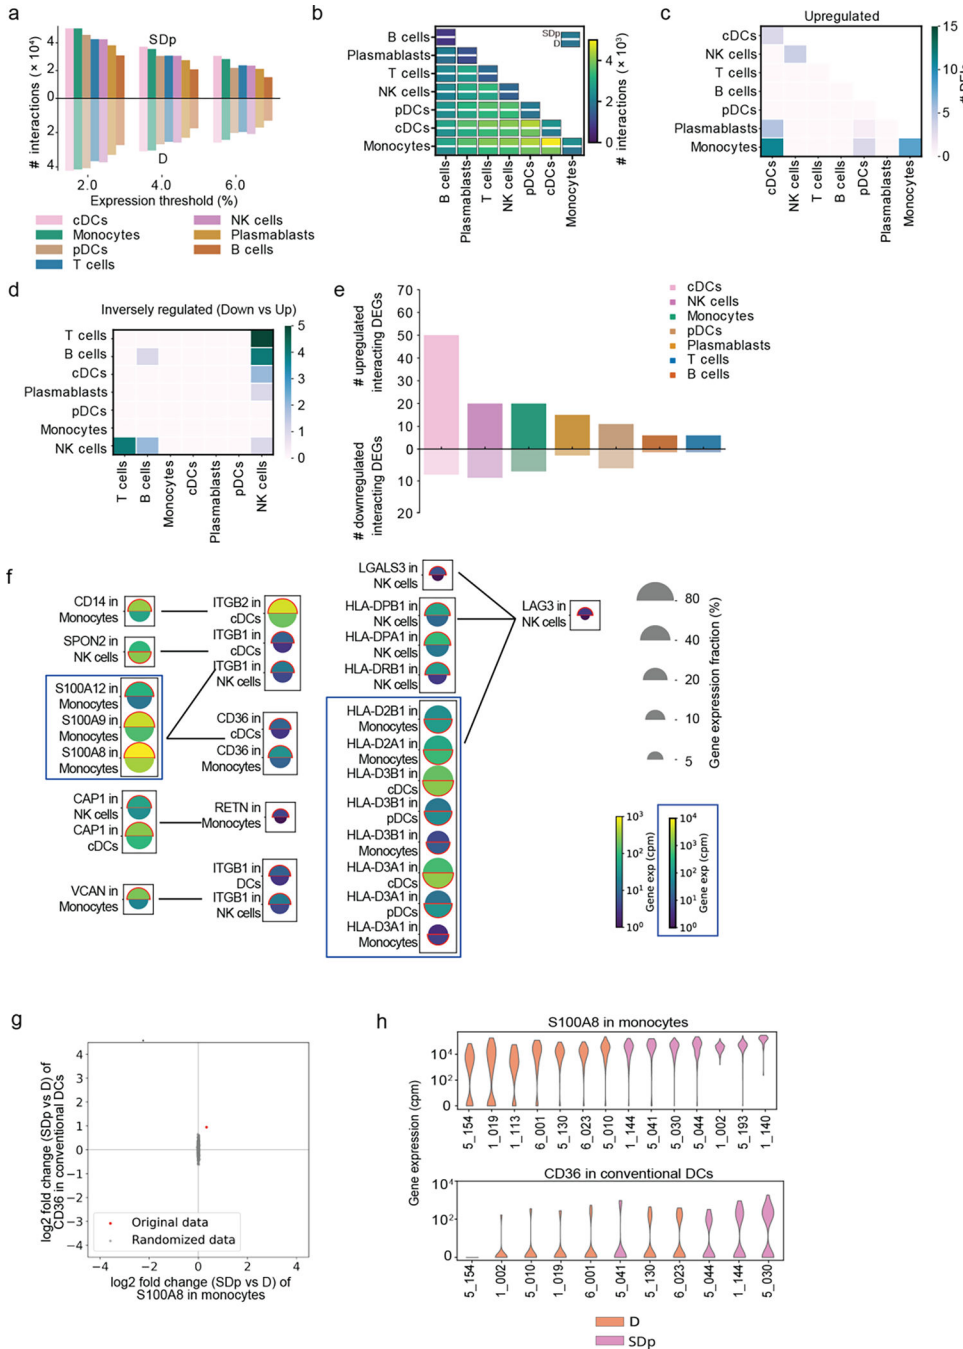 a
# interactions (× 10⁴)
4
2
0
2
4
SDp
D
2.0
4.0
6.0
Expression threshold (%)
cDCs
Monocytes
pDCs
T cells
NK cells
Plasmablasts
B cells
b
B cells
Plasmablasts
T cells
NK cells
pDCs
cDCs
Monocytes
SDp
D
B cells
Plasmablasts
T cells
NK cells
pDCs
cDCs
Monocytes
4
2
0
# interactions (× 10³)
c
Upregulated
cDCs
NK cells
T cells
B cells
pDCs
Plasmablasts
Monocytes
cDCs
NK cells
T cells
B cells
pDCs
Plasmablasts
Monocytes
15
10
5
0
d
Inversely regulated (Down vs Up)
T cells
B cells
cDCs
Plasmablasts
pDCs
Monocytes
NK cells
T cells
B cells
Monocytes
cDCs
Plasmablasts
pDCs
NK cells
5
4
3
2
1
0
e
# upregulated
interacting DEGs
# downregulated
interacting DEGs
70
60
50
40
30
20
10
0
10
20
cDCs
NK cells
Monocytes
pDCs
Plasmablasts
T cells
B cells
f
CD14 in
Monocytes
SPON2 in
NK cells
S100A12 in
Monocytes
S100A9 in
Monocytes
S100A8 in
Monocytes
CAP1 in
NK cells
CAP1 in
cDCs
VCAN in
Monocytes
ITGB2 in
cDCs
ITGB1 in
cDCs
ITGB1 in
NK cells
CD36 in
cDCs
CD36 in
Monocytes
RETN in
Monocytes
ITGB1 in
DCs
ITGB1 in
NK cells
LGALS3 in
NK cells
HLA-DPB1 in
NK cells
HLA-DPA1 in
NK cells
HLA-DRB1 in
NK cells
HLA-D2B1 in
Monocytes
HLA-D2A1 in
Monocytes
HLA-D3B1 in
cDCs
HLA-D3B1 in
pDCs
HLA-D3B1 in
Monocytes
HLA-D3A1 in
cDCs
HLA-D3A1 in
pDCs
HLA-D3A1 in
Monocytes
LAG3 in
NK cells
80
40
20
10
5
Gene expression fraction (%)
10³
10²
10¹
10⁰
Gene exp (cpm)
10⁴
10³
10²
10¹
10⁰
Gene exp (cpm)
g
log2 fold change (SDp vs D) of
CD36 in conventional DCs
4
3
2
1
0
−1
−2
−3
−4
Original data
Randomized data
−4
−2
0
2
4
log2 fold change (SDp vs D) of
S100A8 in monocytes
h
Gene expression (cpm)
S100A8 in monocytes
10⁴
10²
0
5_154
1_019
1_113
6_001
5_130
6_023
5_010
1_144
5_041
5_030
5_044
1_002
5_193
1_140
CD36 in conventional DCs
10⁴
10²
0
5_154
1_002
5_010
1_019
6_001
5_041
5_130
6_023
5_044
1_144
5_030
D
SDp